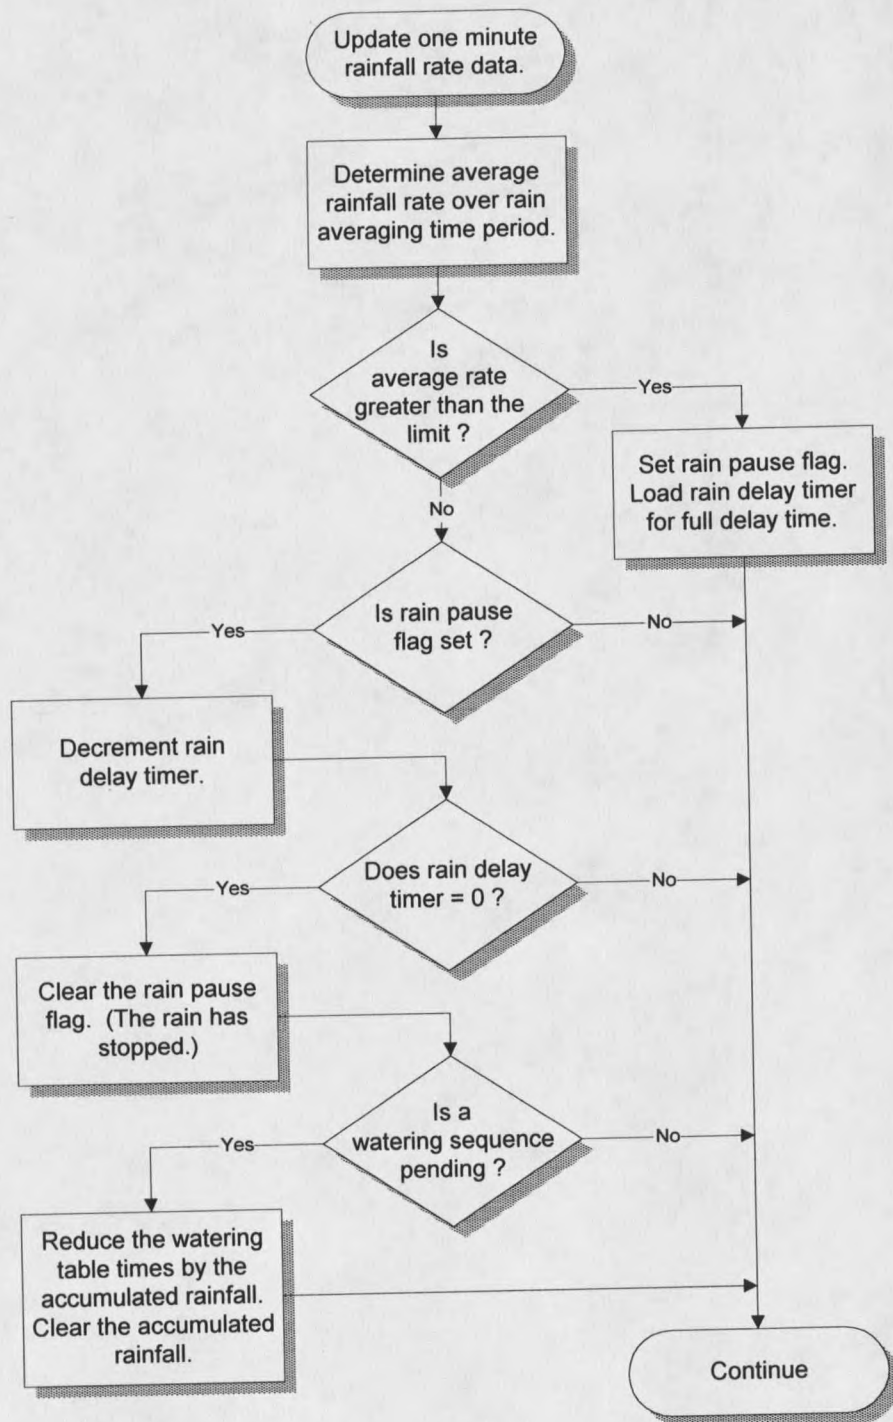 Update one minute
rainfall rate data.
Determine average
rainfall rate over rain
averaging time period.
Is
average rate
greater than the
limit ?
Yes
Set rain pause flag.
Load rain delay timer
for full delay time.
No
Is rain pause
flag set ?
Yes
No
Decrement rain
delay timer.
Does rain delay
timer = 0 ?
Yes
No
Clear the rain pause
flag.  (The rain has
stopped.)
Is a
watering sequence
pending ?
Yes
No
Reduce the watering
table times by the
accumulated rainfall.
Clear the accumulated
rainfall.
Continue